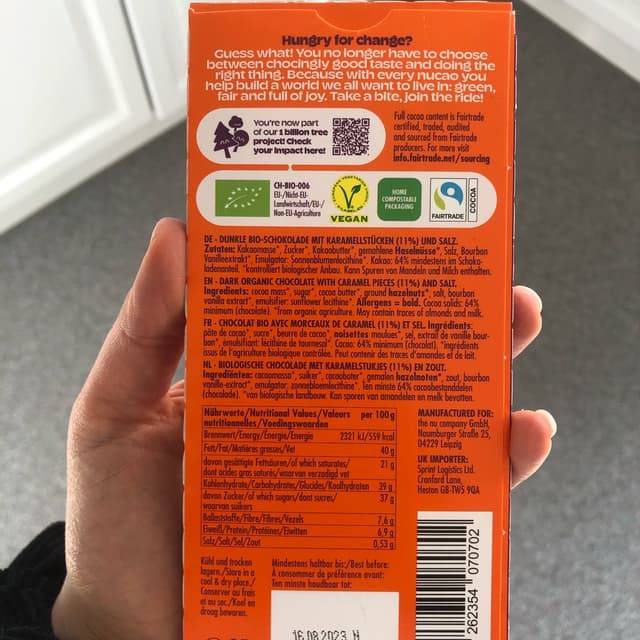 Hungry for change?
Guess what! You no longer have to choose
between chocingly good taste and doing the
right thing. Because with every nucao you
help build a world we all want to live in: green,
fair and full of joy. Take a bite, join the ride!
You're now part
of our 1 billion tree
project! Check
your impact here!
Full cocoa content is Fairtrade
certified, traded, audited
and sourced from Fairtrade
producers. For more visit
info.fairtrade.net/sourcing
CH-BIO-006
EU-/Nicht-EU-
Landwirtschaft/EU-/
Non-EU-Agriculture
VEGAN
HOME
COMPOSTABLE
PACKAGING
FAIRTRADE
COCOA
DE - DUNKLE BIO-SCHOKOLADE MIT KARAMELLSTÜCKEN (11%) UND SALZ.
Zutaten: Kakaomasse*, Zucker*, Kakaobutter*, gemahlene Haselnüsse*, Salz, Bourbon
Vanilleextrakt*, Emulgator: Sonnenblumenlecithine*. Kakao: 64% mindestens im Schoko-
ladenanteil. *kontrolliert biologischer Anbau. Kann Spuren von Mandeln und Milch enthalten.
EN - DARK ORGANIC CHOCOLATE WITH CARAMEL PIECES (11%) AND SALT.
Ingredients: cocoa mass*, sugar*, cocoa butter*, ground hazelnuts*, salt, bourbon
vanilla extract*, emulsifier: sunflower lecithine*. Allergens = bold. Cocoa solids: 64%
minimum (chocolate). *from organic agriculture. May contain traces of almonds and milk.
FR - CHOCOLAT BIO AVEC MORCEAUX DE CARAMEL (11%) ET SEL. Ingrédients:
pâte de cacao*, sucre*, beurre de cacao*, noisettes moulues*, sel, extrait de vanille bour-
bon*, émulsifiant: lécithine de tournesol* Cacao: 64% minimum (chocolat). *ingrédients
issus de l'agriculture biologique contrôlée. Peut contenir des traces d'amandes et de lait.
NL - BIOLOGISCHE CHOCOLADE MET KARAMELSTUKJES (11%) EN ZOUT.
Ingrediënten: cacaomassa*, suiker*, cacaoboter*, gemalen hazelnoten*, zout, bourbon
vanille-extract*, emulgator: zonnebloemlecithine*. Ten minste 64% cacaobestanddelen
(chocolade). *van biologische landbouw. Kan sporen van amandelen en melk bevatten.
Nährwerte/Nutritional Values/Valeurs
nutritionelles/Voedingswaarden
per 100g
Brennwert/Energy/Énergie/Energie 2321 kJ/559 kcal
Fett/Fat/Matières grasses/Vet 40 g
davon gesättigte Fettsäuren/of which saturates/
dont acides gras saturés/waarvan verzadigd vet
21 g
Kohlenhydrate/Carbohydrates/Glucides/Koolhydraten 39 g
davon Zucker/of which sugars/dont sucres/
waarvan suikers
37 g
Ballaststoffe/Fibre/Fibres/Vezels 7,6 g
Eiweiß/Protein/Protéines/Eiwitten 6,9 g
Salz/Salt/Sel/Zout 0,53 g
MANUFACTURED FOR:
the nu company GmbH,
Naumburger Straße 25,
04229 Leipzig
UK IMPORTER:
Sprint Logistics Ltd.
Cranford Lane,
Heston GB-TW5 9QA
Kühl und trocken
lagern./Store in a
cool & dry place./
Conserver au frais
et au sec./Koel en
droog bewaren.
Mindestens haltbar bis:/Best before:
À consommer de préférence avant:
Ten minste houdbaar tot:
16.08.2023 N
262354 070702